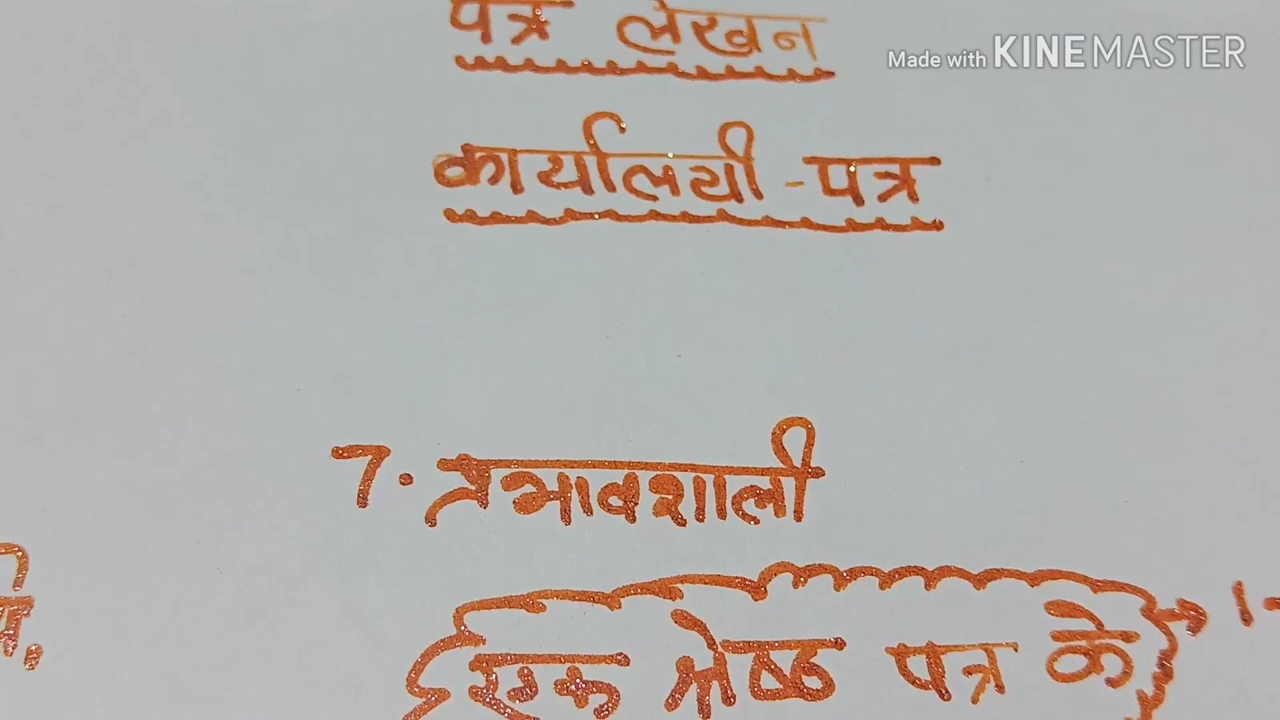 पत्र लेखन
Made with KINEMASTER
कार्यालयी - पत्र
7. प्रभावशाली
एक श्रेष्ठ पत्र के